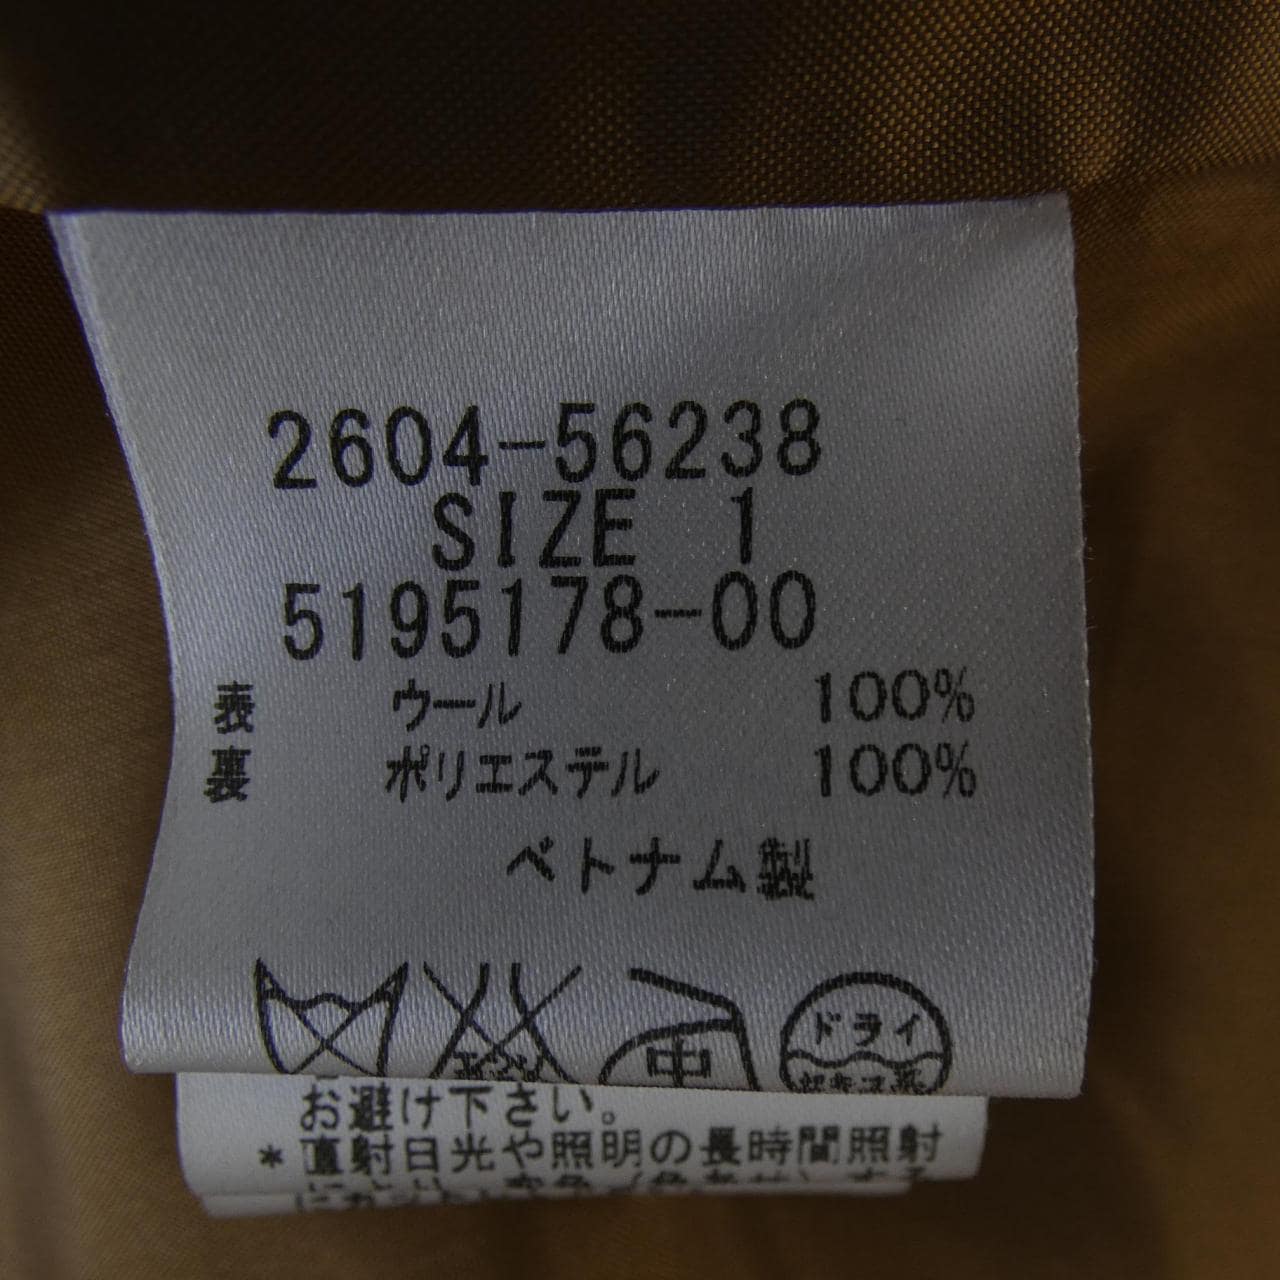 2604-56238
SIZE 1
5195178-00
表 ウール 100%
裏 ポリエステル 100%
ベトナム製
中 ドライ
お避け下さい。
*直射日光や照明の長時間照射